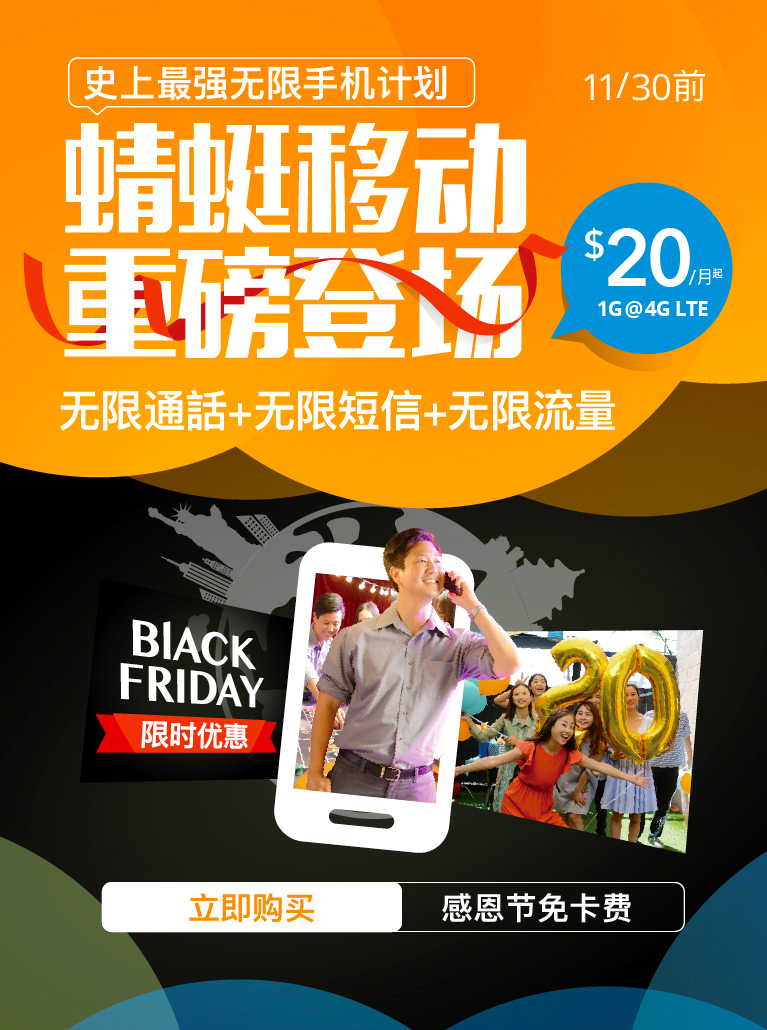 史上最强无限手机计划
11/30前
蜻蜓移动
重磅登场
$20/月起
1G@4G LTE
无限通話+无限短信+无限流量
BlACK
FRIDAY
限时优惠
20
立即购买
感恩节免卡费